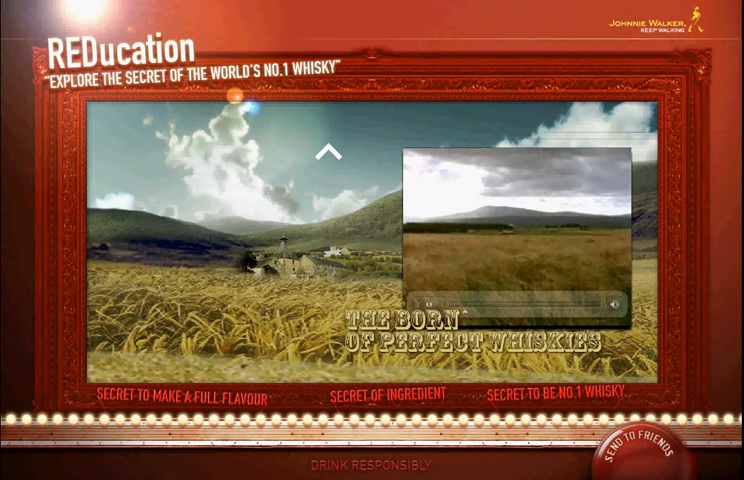 JOHNNIE WALKER.
KEEP WALKING
REDucation
"EXPLORE THE SECRET OF THE WORLD'S NO.1 WHISKY"
THE BORN
OF PERFECT WHISKIES
SECRET TO MAKE A FULL FLAVOUR
SECRET OF INGREDIENT
SECRET TO BE NO.1 WHISKY
SEND TO FRIENDS
DRINK RESPONSIBLY